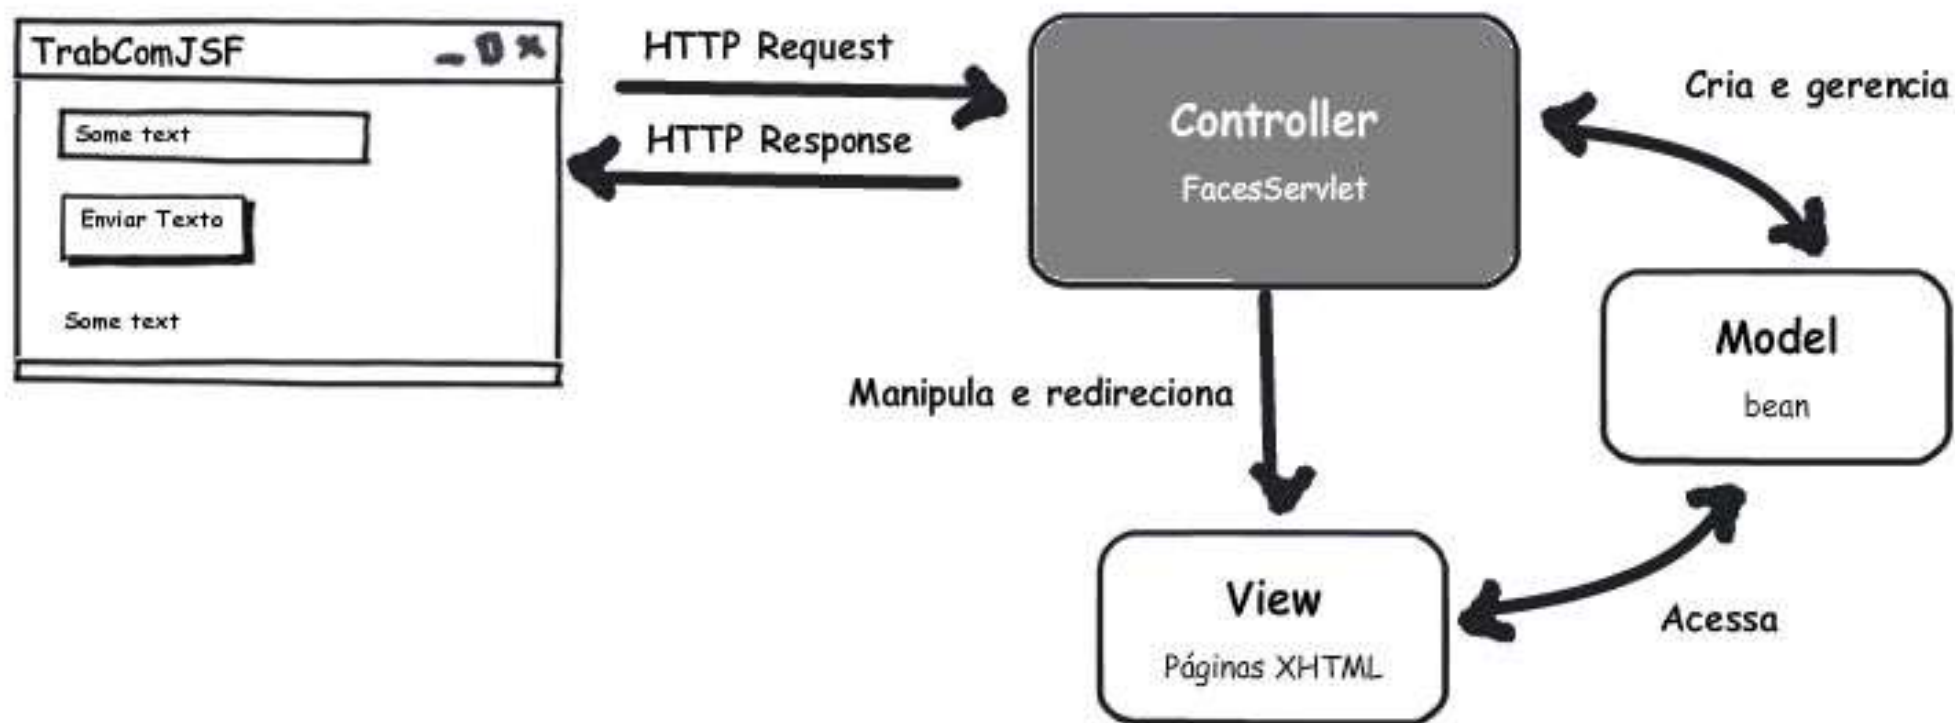 TrabComJSF
Some text
Enviar Texto
Some text
HTTP Request
HTTP Response
Controller
FacesServlet
Cria e gerencia
Model
bean
Manipula e redireciona
View
Páginas XHTML
Acessa